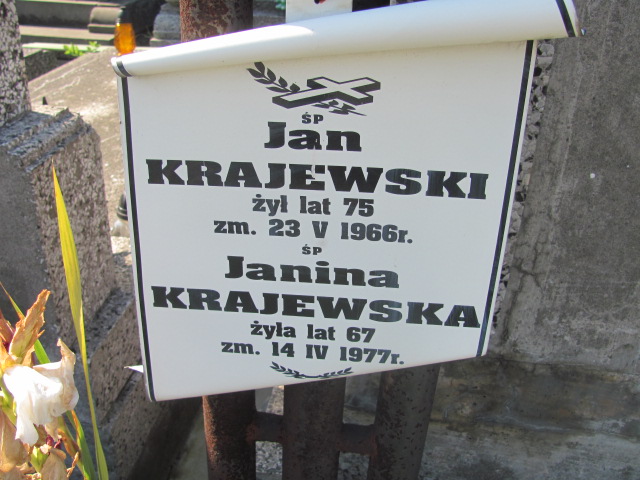 ŚP
Jan
KRAJEWSKI
żył lat 75
zm. 23 V 1966r.
ŚP
Janina
KRAJEWSKA
żyła lat 67
zm. 14 IV 1977r.